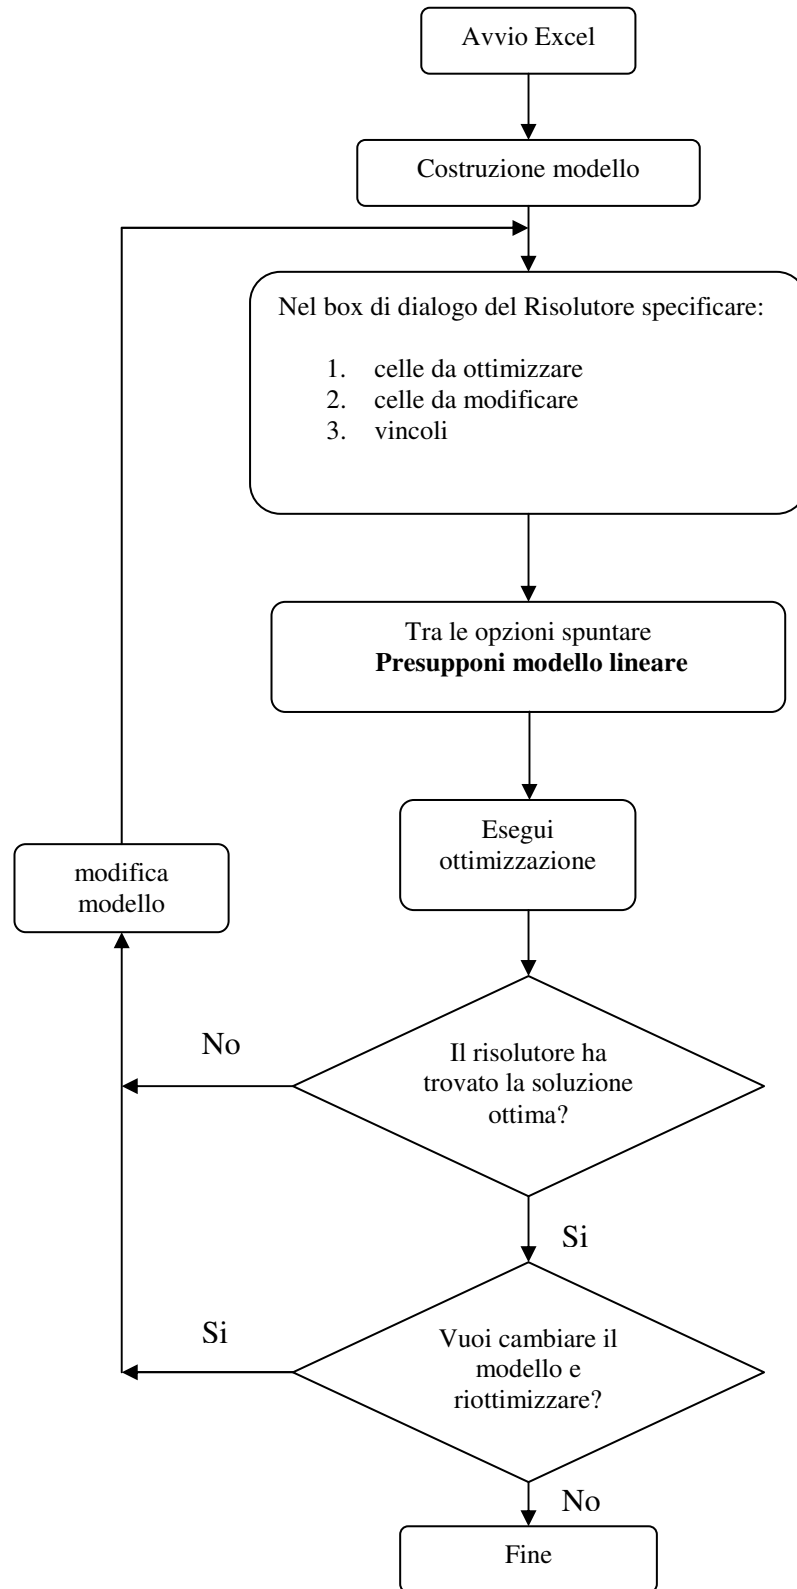 Avvio Excel
Costruzione modello
Nel box di dialogo del Risolutore specificare:
1. celle da ottimizzare
2. celle da modificare
3. vincoli
Tra le opzioni spuntare
Presupponi modello lineare
Esegui
ottimizzazione
modifica
modello
No
Il risolutore ha
trovato la soluzione
ottima?
Si
Si
Vuoi cambiare il
modello e
riottimizzare?
No
Fine